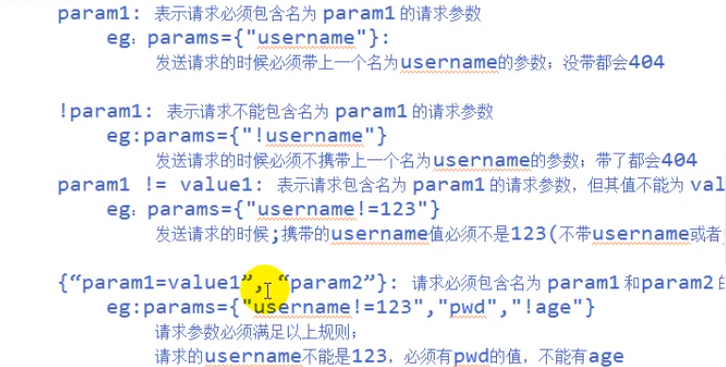 param1: 表示请求必须包含名为 param1 的请求参数
eg: params={"username"}:
发送请求的时候必须带上一个名为username的参数；没带都会404
!param1: 表示请求不能包含名为 param1 的请求参数
eg:params={"!username"}
发送请求的时候必须不携带上一个名为username的参数；带了都会404
param1 != value1: 表示请求包含名为 param1 的请求参数，但其值不能为 val
eg: params={"username!=123"}
发送请求的时候;携带的username值必须不是123(不带username或者
{“param1=value1”, “param2”}: 请求必须包含名为 param1 和param2 的
eg:params={"username!=123","pwd","!age"}
请求参数必须满足以上规则；
请求的username不能是123，必须有pwd的值，不能有age